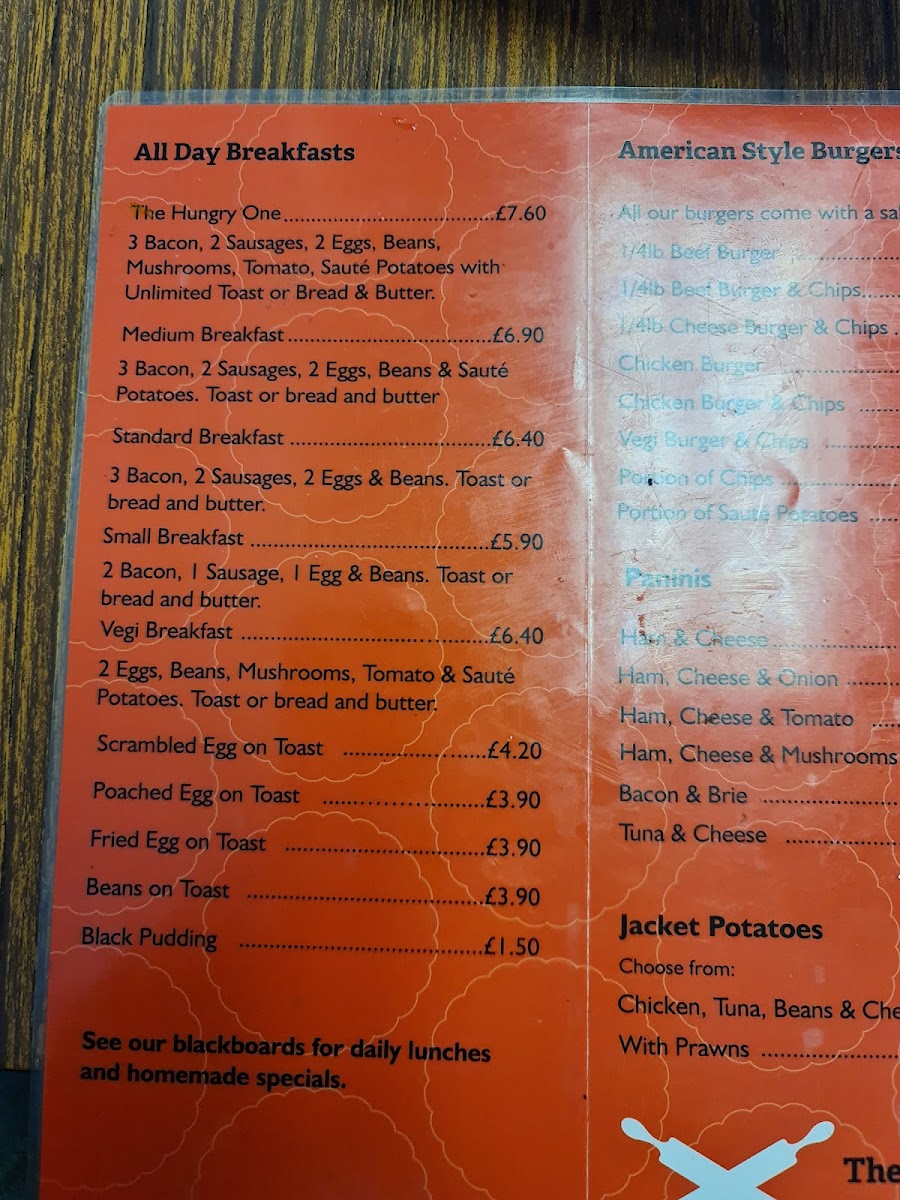 All Day Breakfasts
The Hungry One..................................£7.60
3 Bacon, 2 Sausages, 2 Eggs, Beans,
Mushrooms, Tomato, Sauté Potatoes with
Unlimited Toast or Bread & Butter.
Medium Breakfast.................................£6.90
3 Bacon, 2 Sausages, 2 Eggs, Beans & Sauté
Potatoes. Toast or bread and butter
Standard Breakfast .................................£6.40
3 Bacon, 2 Sausages, 2 Eggs & Beans. Toast or
bread and butter.
Small Breakfast .......................................£5.90
2 Bacon, 1 Sausage, 1 Egg & Beans. Toast or
bread and butter.
Vegi Breakfast ........................................£6.40
2 Eggs, Beans, Mushrooms, Tomato & Sauté
Potatoes. Toast or bread and butter.
Scrambled Egg on Toast .......................£4.20
Poached Egg on Toast ..........................£3.90
Fried Egg on Toast ................................£3.90
Beans on Toast ......................................£3.90
Black Pudding .......................................£1.50
See our blackboards for daily lunches
and homemade specials.
American Style Burgers
All our burgers come with a
1/4lb Beef Burger ................
1/4lb Beef Burger & Chips......
1/4lb Cheese Burger & Chips .
Chicken Burger ...................
Chicken Burger & Chips ......
Vegi Burger & Chips ...........
Portion of Chips .................
Portion of Sauté Potatoes .....
Paninis
Ham & Cheese....................
Ham, Cheese & Onion ........
Ham, Cheese & Tomato ....
Ham, Cheese & Mushrooms
Bacon & Brie ......................
Tuna & Cheese ..................
Jacket Potatoes
Choose from:
Chicken, Tuna, Beans &
With Prawns ......................
The